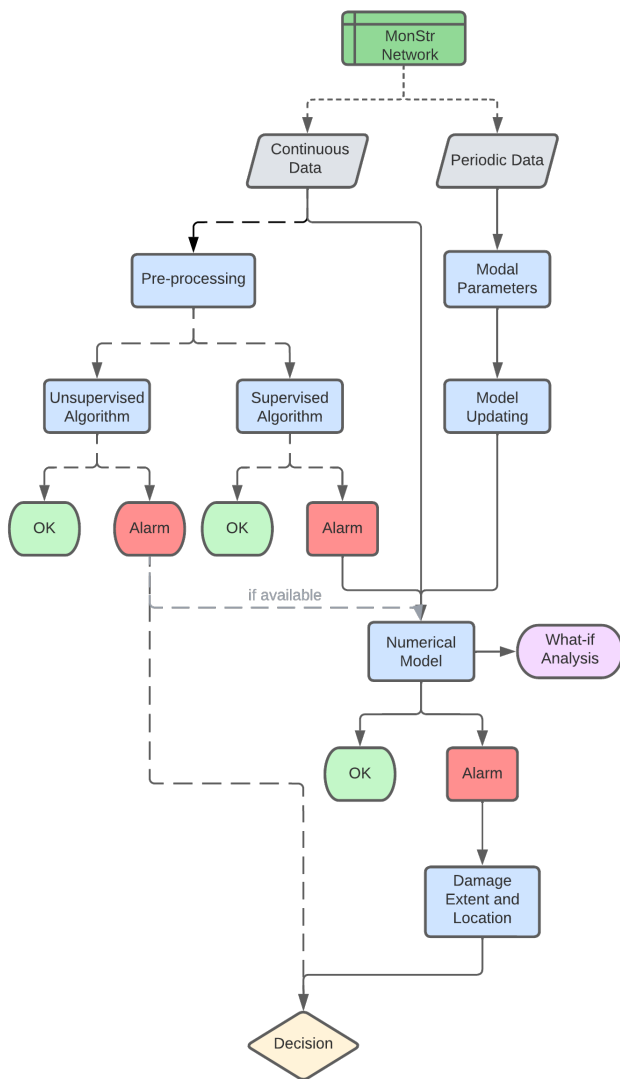 MonStr
Network
Continuous
Data
Periodic Data
Pre-processing
Modal
Parameters
Unsupervised
Algorithm
Supervised
Algorithm
Model
Updating
OK
Alarm
OK
Alarm
if available
Numerical
Model
What-if
Analysis
OK
Alarm
Damage
Extent and
Location
Decision